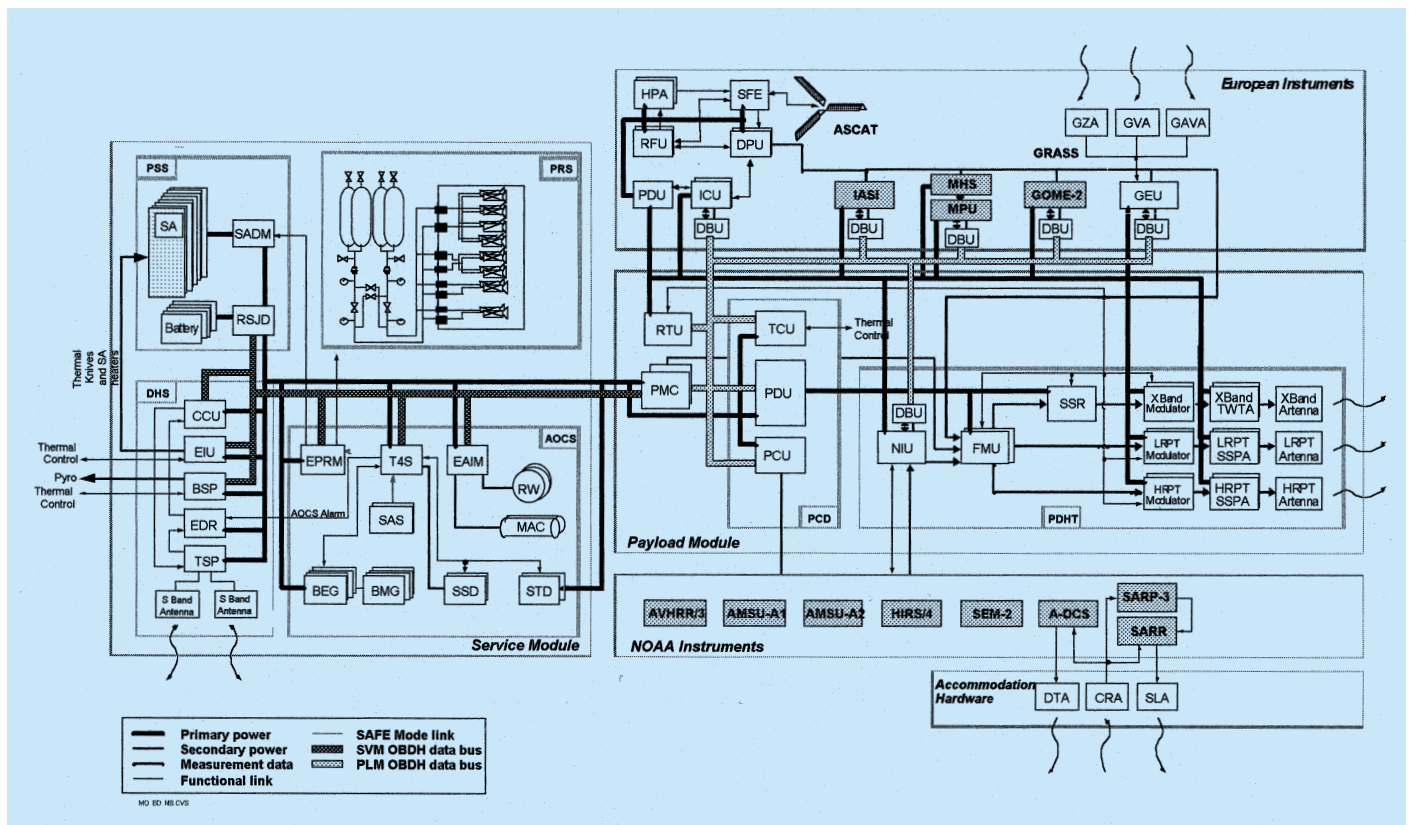 European Instruments
HPA
SFE
ASCAT
RFU
DPU
GZA
GVA
GAVA
GRASS
PDU
ICU
DBU
IASI
DBU
MHS
MPU
DBU
GOME-2
DBU
GEU
DBU
PSS
SA
SADM
Battery
RSJD
PRS
Thermal
Knives
and SA
heaters
DHS
CCU
EIU
BSP
EDR
TSP
Thermal
Control
Pyro
Thermal
Control
S Band
Antenna
S Band
Antenna
AOCS
EPRM
T4S
EAIM
RW
MAC
SAS
AOCS Alarm
BEG
BMG
SSD
STD
Service Module
RTU
PMC
TCU
Thermal
Control
PDU
PCU
PCD
DBU
NIU
FMU
SSR
XBand
Modulator
XBand
TWTA
XBand
Antenna
LRPT
Modulator
LRPT
SSPA
LRPT
Antenna
HRPT
Modulator
HRPT
SSPA
HRPT
Antenna
PDHT
Payload Module
AVHRR/3
AMSU-A1
AMSU-A2
HIRS/4
SEM-2
A-DCS
SARP-3
SARR
NOAA Instruments
Accommodation
Hardware
DTA
CRA
SLA
Primary power
Secondary power
Measurement data
Functional link
SAFE Mode link
SVM OBDH data bus
PLM OBDH data bus
MO BD NB.CVS